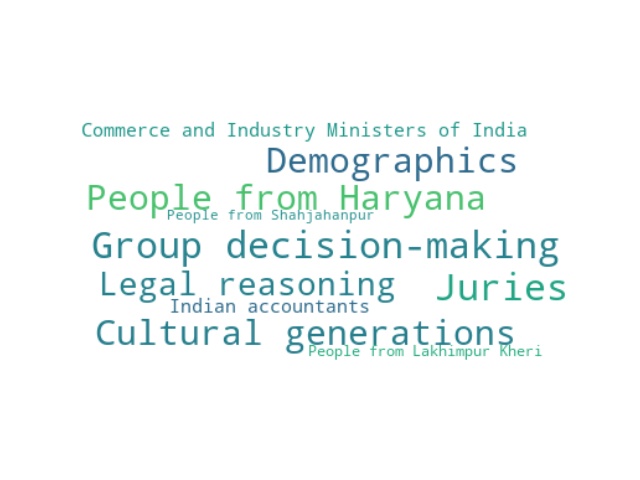 Commerce and Industry Ministers of India
Demographics
People from Haryana
People from Shahjahanpur
Group decision-making
Legal reasoning
Juries
Indian accountants
Cultural generations
People from Lakhimpur Kheri